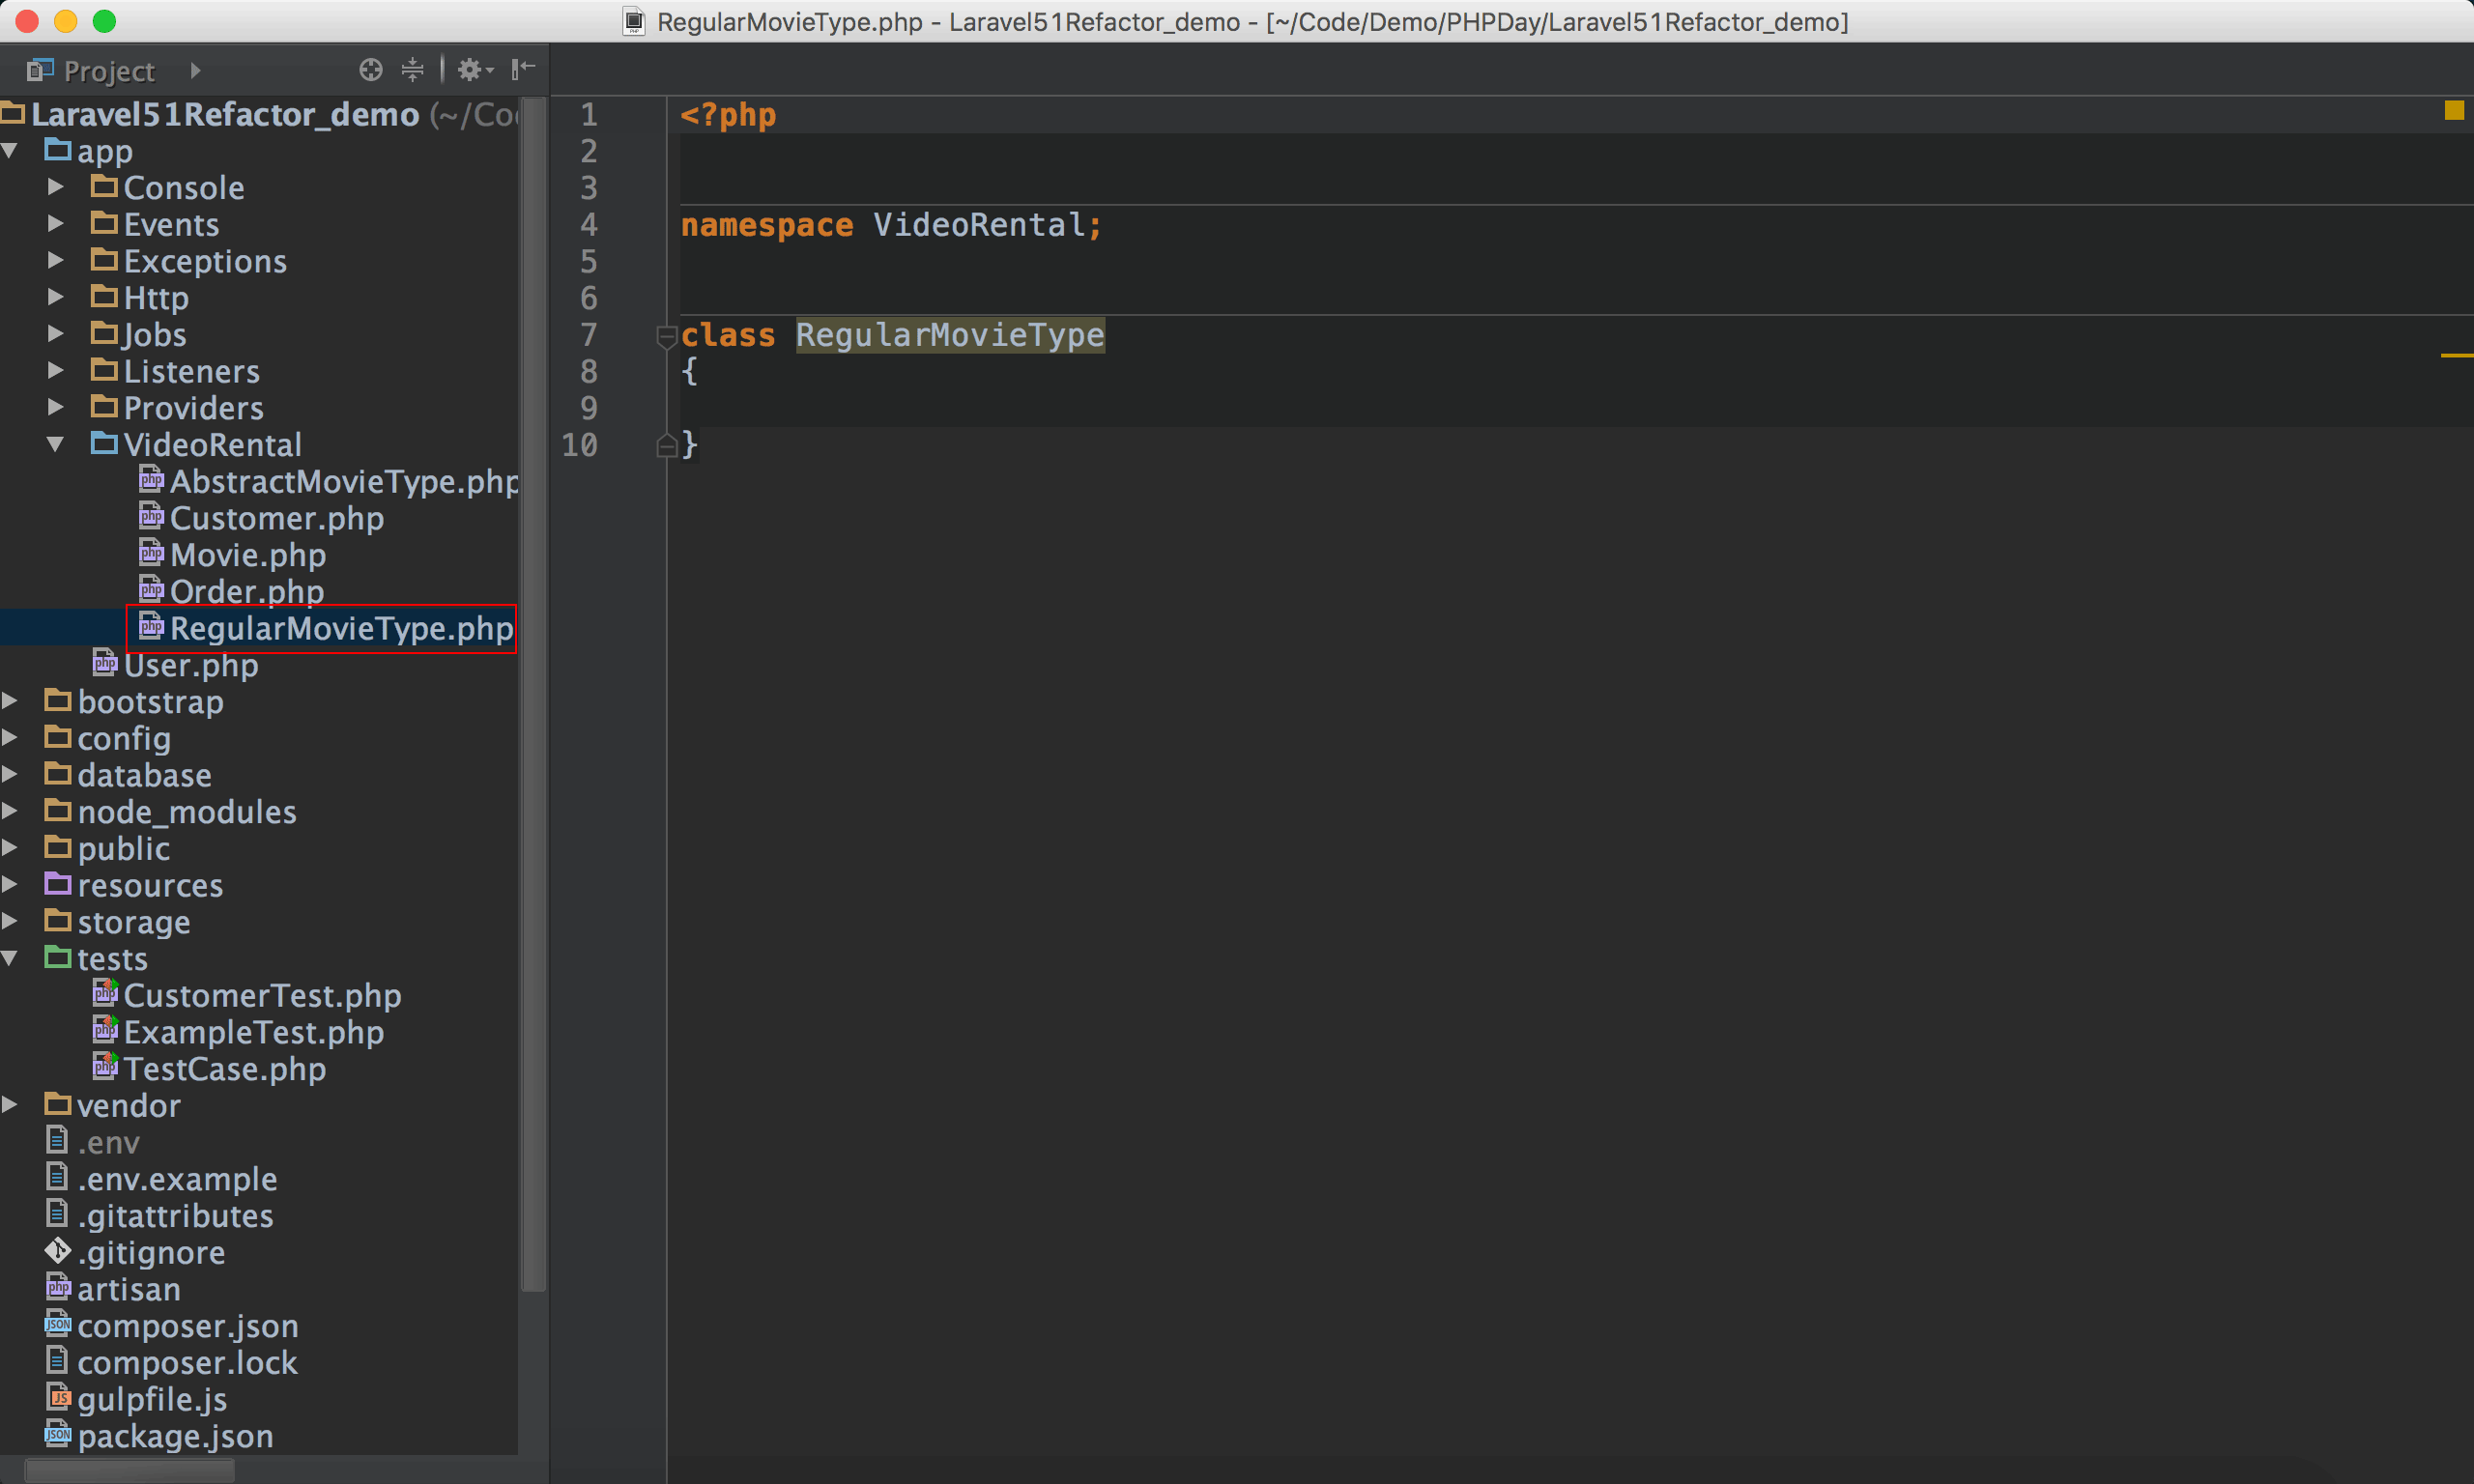 RegularMovieType.php - Laravel51Refactor_demo - [~/Code/Demo/PHPDay/Laravel51Refactor_demo]
Project
Laravel51Refactor_demo (~/Co
app
Console
Events
Exceptions
Http
Jobs
Listeners
Providers
VideoRental
AbstractMovieType.php
Customer.php
Movie.php
Order.php
RegularMovieType.php
User.php
bootstrap
config
database
node_modules
public
resources
storage
tests
CustomerTest.php
ExampleTest.php
TestCase.php
vendor
.env
.env.example
.gitattributes
.gitignore
artisan
composer.json
composer.lock
gulpfile.js
package.json
1 <?php
2
3
4 namespace VideoRental;
5
6
7 class RegularMovieType
8 {
9
10 }